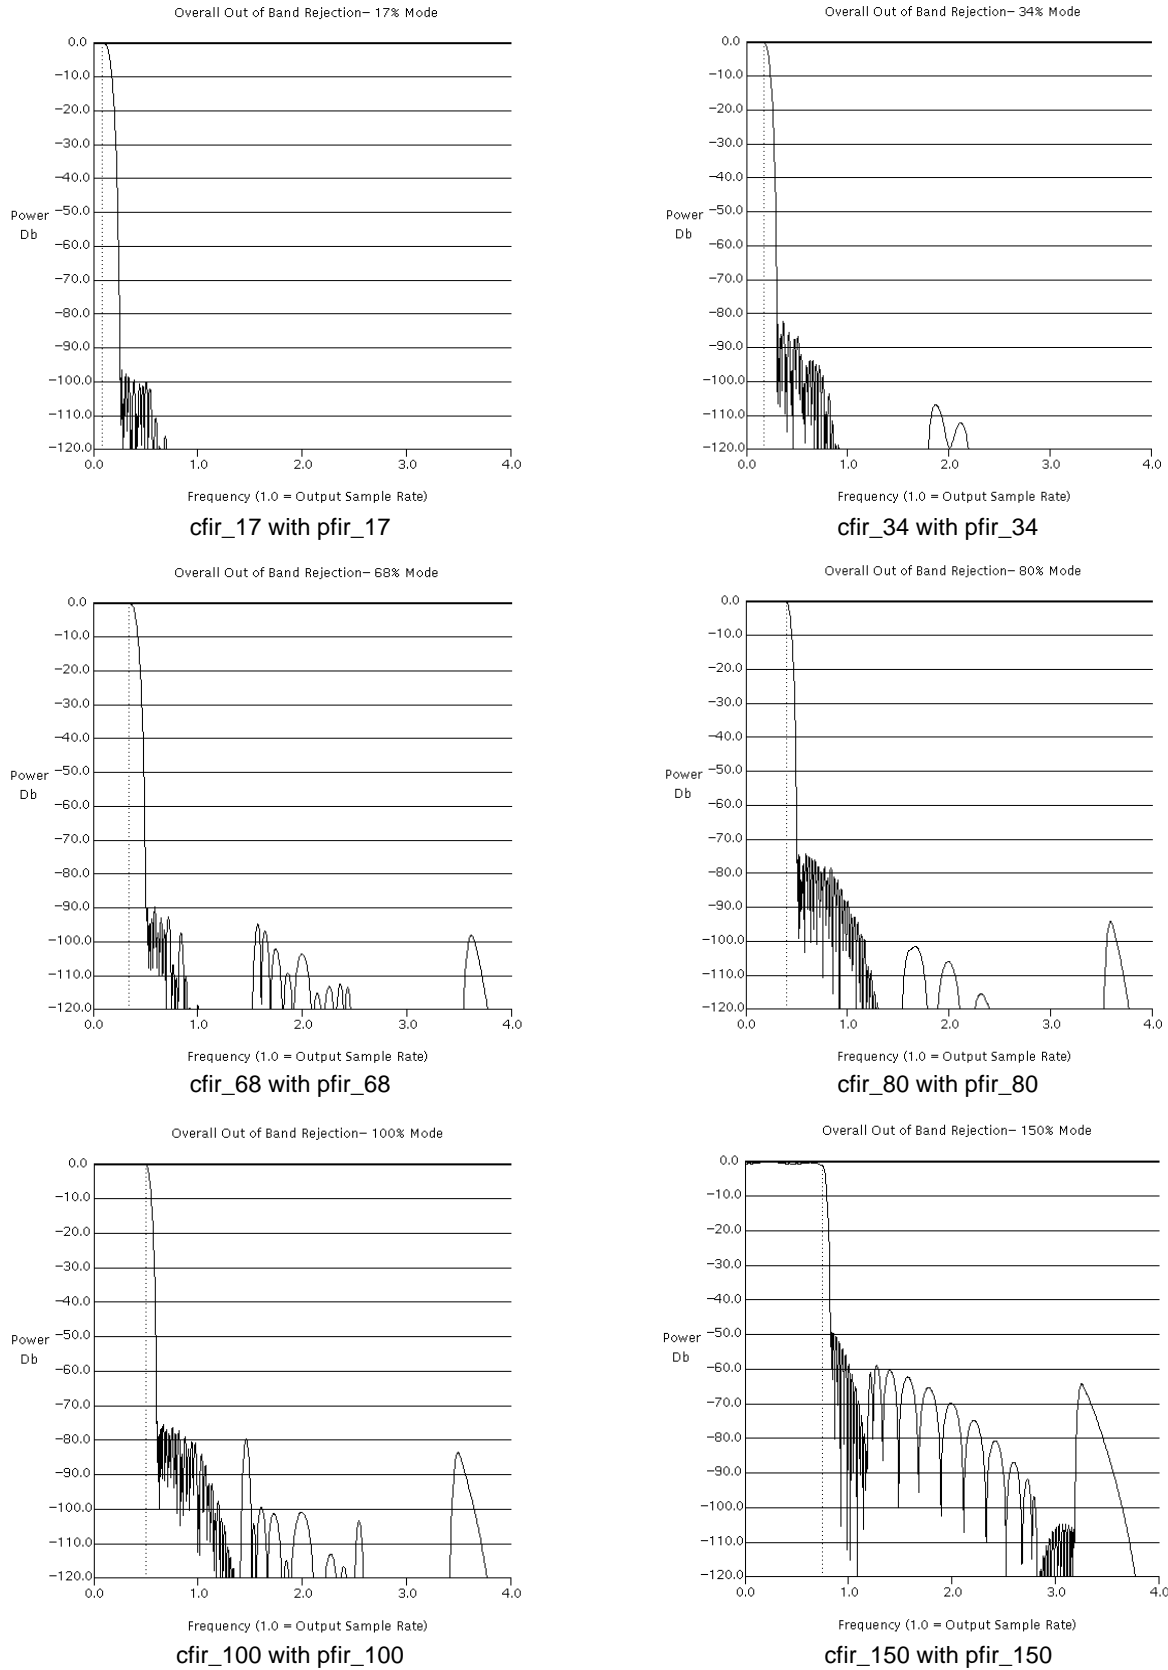 Overall Out of Band Rejection– 17% Mode
0.0
−10.0
−20.0
−30.0
−40.0
Power −50.0
Db −60.0
−70.0
−80.0
−90.0
−100.0
−110.0
−120.0
0.0 1.0 2.0 3.0 4.0
Frequency (1.0 = Output Sample Rate)
cfir_17 with pfir_17
Overall Out of Band Rejection– 34% Mode
0.0
−10.0
−20.0
−30.0
−40.0
Power −50.0
Db −60.0
−70.0
−80.0
−90.0
−100.0
−110.0
−120.0
0.0 1.0 2.0 3.0 4.0
Frequency (1.0 = Output Sample Rate)
cfir_34 with pfir_34
Overall Out of Band Rejection– 68% Mode
0.0
−10.0
−20.0
−30.0
−40.0
Power −50.0
Db −60.0
−70.0
−80.0
−90.0
−100.0
−110.0
−120.0
0.0 1.0 2.0 3.0 4.0
Frequency (1.0 = Output Sample Rate)
cfir_68 with pfir_68
Overall Out of Band Rejection– 80% Mode
0.0
−10.0
−20.0
−30.0
−40.0
Power −50.0
Db −60.0
−70.0
−80.0
−90.0
−100.0
−110.0
−120.0
0.0 1.0 2.0 3.0 4.0
Frequency (1.0 = Output Sample Rate)
cfir_80 with pfir_80
Overall Out of Band Rejection– 100% Mode
0.0
−10.0
−20.0
−30.0
−40.0
Power −50.0
Db −60.0
−70.0
−80.0
−90.0
−100.0
−110.0
−120.0
0.0 1.0 2.0 3.0 4.0
Frequency (1.0 = Output Sample Rate)
cfir_100 with pfir_100
Overall Out of Band Rejection– 150% Mode
0.0
−10.0
−20.0
−30.0
−40.0
Power −50.0
Db −60.0
−70.0
−80.0
−90.0
−100.0
−110.0
−120.0
0.0 1.0 2.0 3.0 4.0
Frequency (1.0 = Output Sample Rate)
cfir_150 with pfir_150